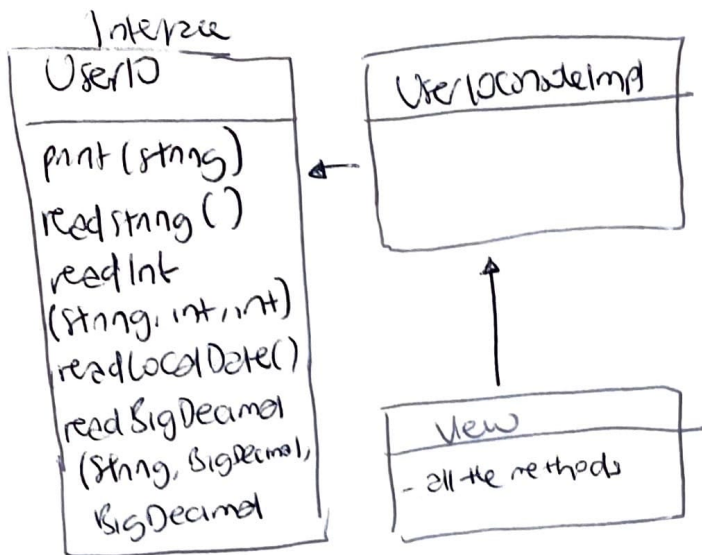 Interface
UserIO
print (string)
readString ()
readInt
(string, int, int)
readLocalDate()
readBigDecimal
(String, BigDecimal,
BigDecimal
UserIOConsoleImpl
View
- all the methods